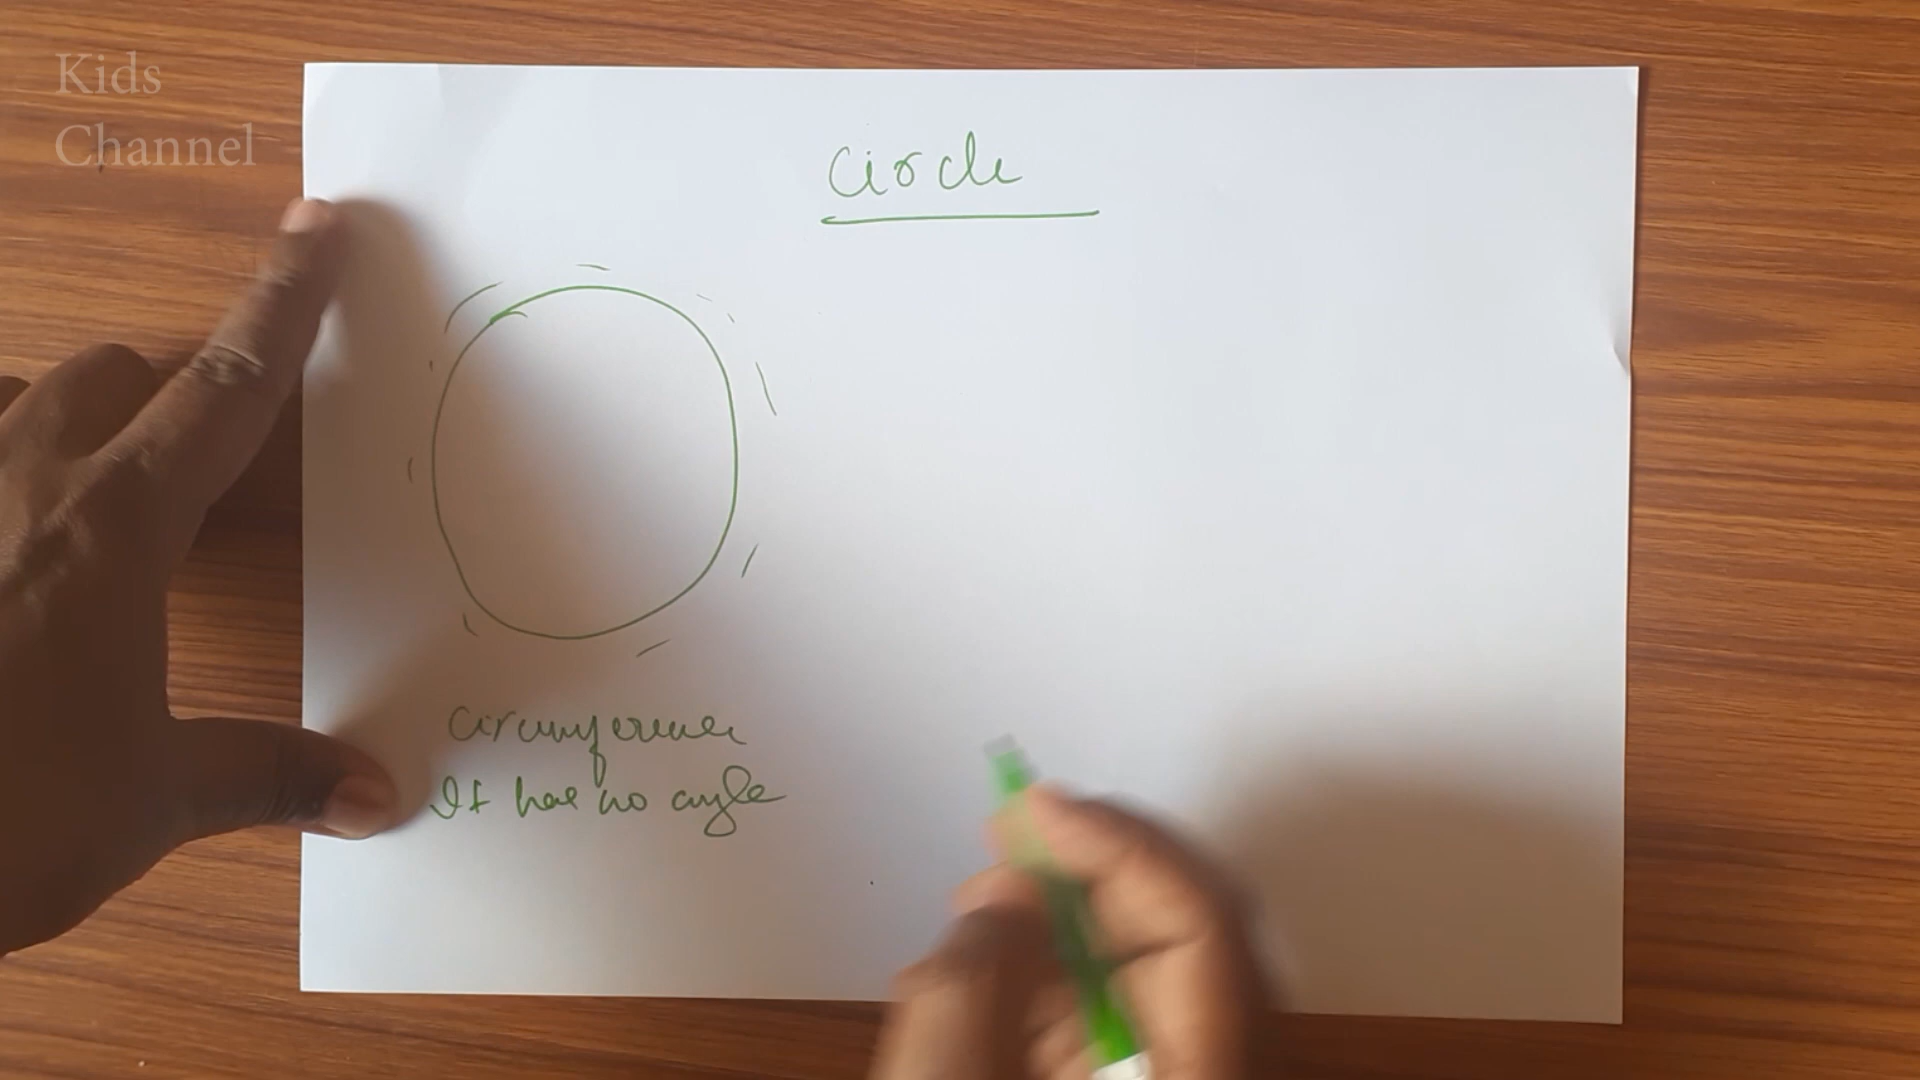 Kids
Channel
Circle
Circumference
It has no angle